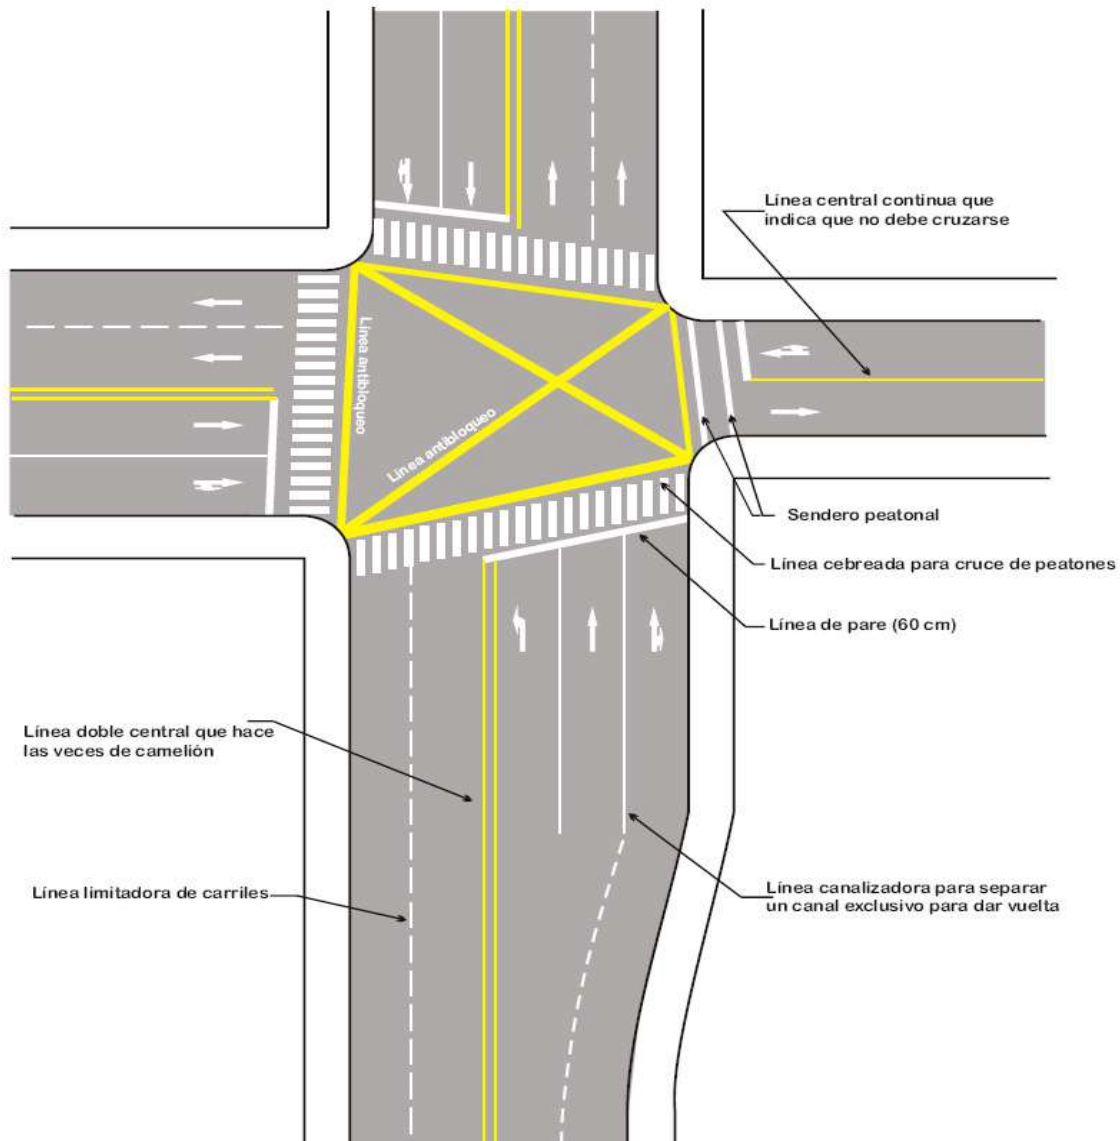 Línea central continua que
indica que no debe cruzarse
Línea antibloqueo
Línea antibloqueo
Sendero peatonal
Línea cebreada para cruce de peatones
Línea de pare (60 cm)
Línea doble central que hace
las veces de camelión
Línea limitadora de carriles
Línea canalizadora para separar
un canal exclusivo para dar vuelta